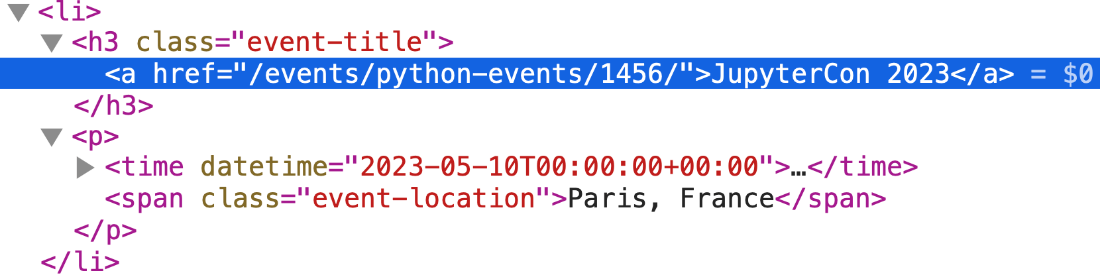 <li>
<h3 class="event-title">
<a href="/events/python-events/1456/">JupyterCon 2023</a> = $0
</h3>
<p>
<time datetime="2023-05-10T00:00:00+00:00">…</time>
<span class="event-location">Paris, France</span>
</p>
</li>